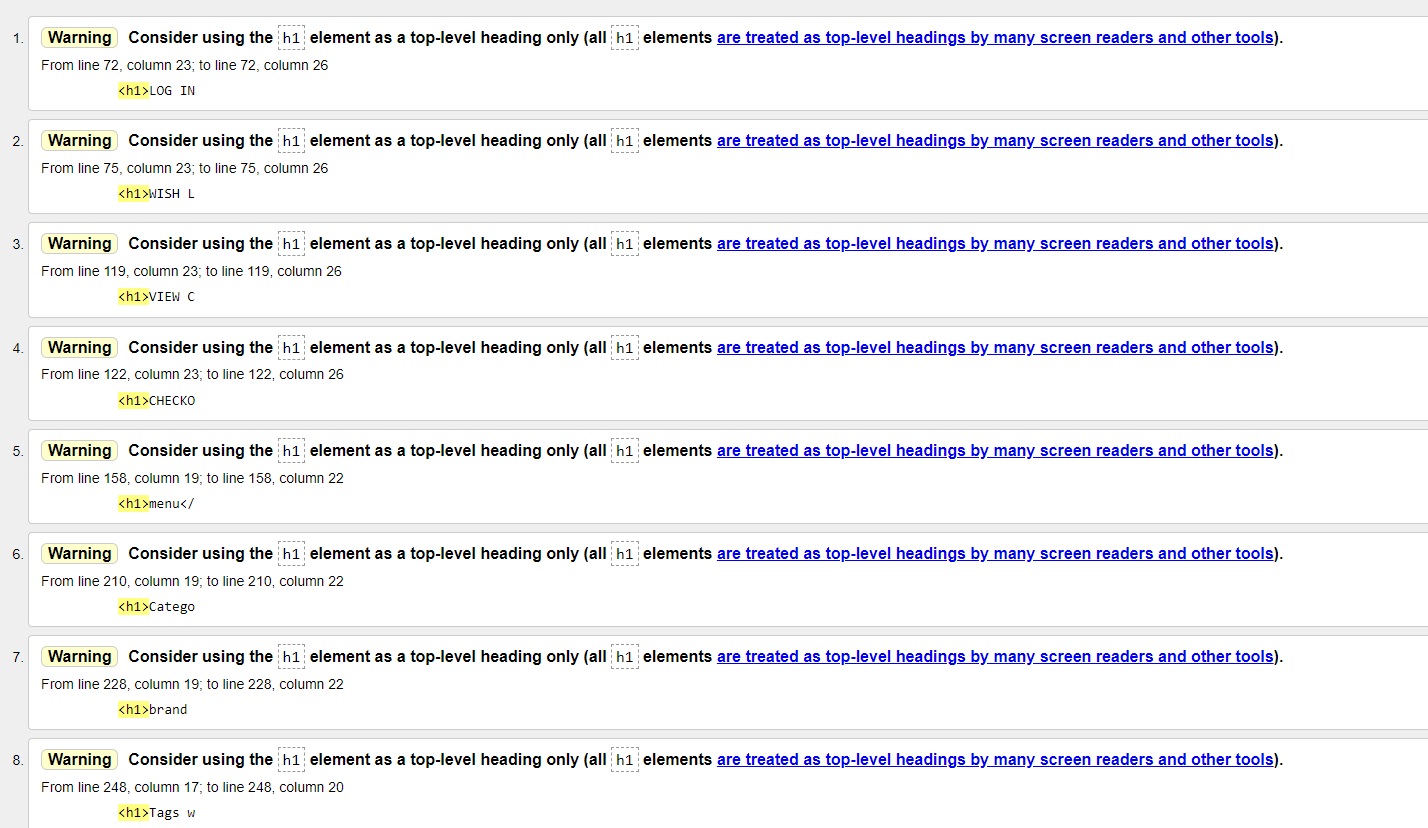 1. Warning Consider using the h1 element as a top-level heading only (all h1 elements are treated as top-level headings by many screen readers and other tools).
From line 72, column 23; to line 72, column 26
<h1>LOG IN
2. Warning Consider using the h1 element as a top-level heading only (all h1 elements are treated as top-level headings by many screen readers and other tools).
From line 75, column 23; to line 75, column 26
<h1>WISH L
3. Warning Consider using the h1 element as a top-level heading only (all h1 elements are treated as top-level headings by many screen readers and other tools).
From line 119, column 23; to line 119, column 26
<h1>VIEW C
4. Warning Consider using the h1 element as a top-level heading only (all h1 elements are treated as top-level headings by many screen readers and other tools).
From line 122, column 23; to line 122, column 26
<h1>CHECKO
5. Warning Consider using the h1 element as a top-level heading only (all h1 elements are treated as top-level headings by many screen readers and other tools).
From line 158, column 19; to line 158, column 22
<h1>menu</
6. Warning Consider using the h1 element as a top-level heading only (all h1 elements are treated as top-level headings by many screen readers and other tools).
From line 210, column 19; to line 210, column 22
<h1>Catego
7. Warning Consider using the h1 element as a top-level heading only (all h1 elements are treated as top-level headings by many screen readers and other tools).
From line 228, column 19; to line 228, column 22
<h1>brand
8. Warning Consider using the h1 element as a top-level heading only (all h1 elements are treated as top-level headings by many screen readers and other tools).
From line 248, column 17; to line 248, column 20
<h1>Tags w